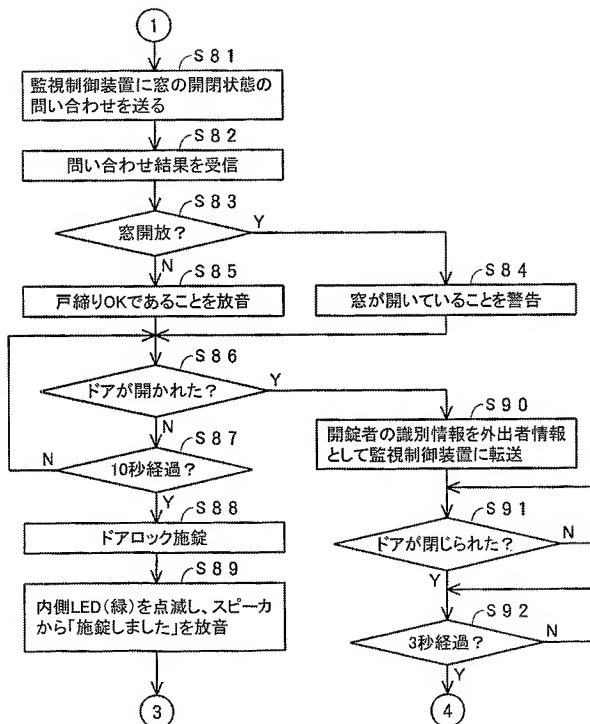 1
S81
監視制御装置に窓の開閉状態の
問い合わせを送る
S82
問い合わせ結果を受信
S83
窓開放?
Y
N
S85
戸締りOKであることを放音
S84
窓が開いていることを警告
S86
ドアが開かれた?
Y
N
S87
10秒経過?
N
Y
S88
ドアロック施錠
S89
内側LED(緑)を点滅し、スピーカ
から「施錠しました」を放音
3
S90
開錠者の識別情報を外出者情報
として監視制御装置に転送
S91
ドアが閉じられた?
N
Y
S92
3秒経過?
N
Y
4